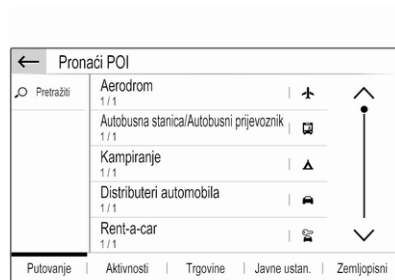 Pronaći POI
Pretražiti
Aerodrom
1 / 1
Autobusna stanica/Autobusni prijevoznik
1 / 1
Kampiranje
1 / 1
Distributeri automobila
1 / 1
Rent-a-car
1 / 1
Putovanje | Aktivnosti | Trgovine | Javne ustan. | Zemljopisni